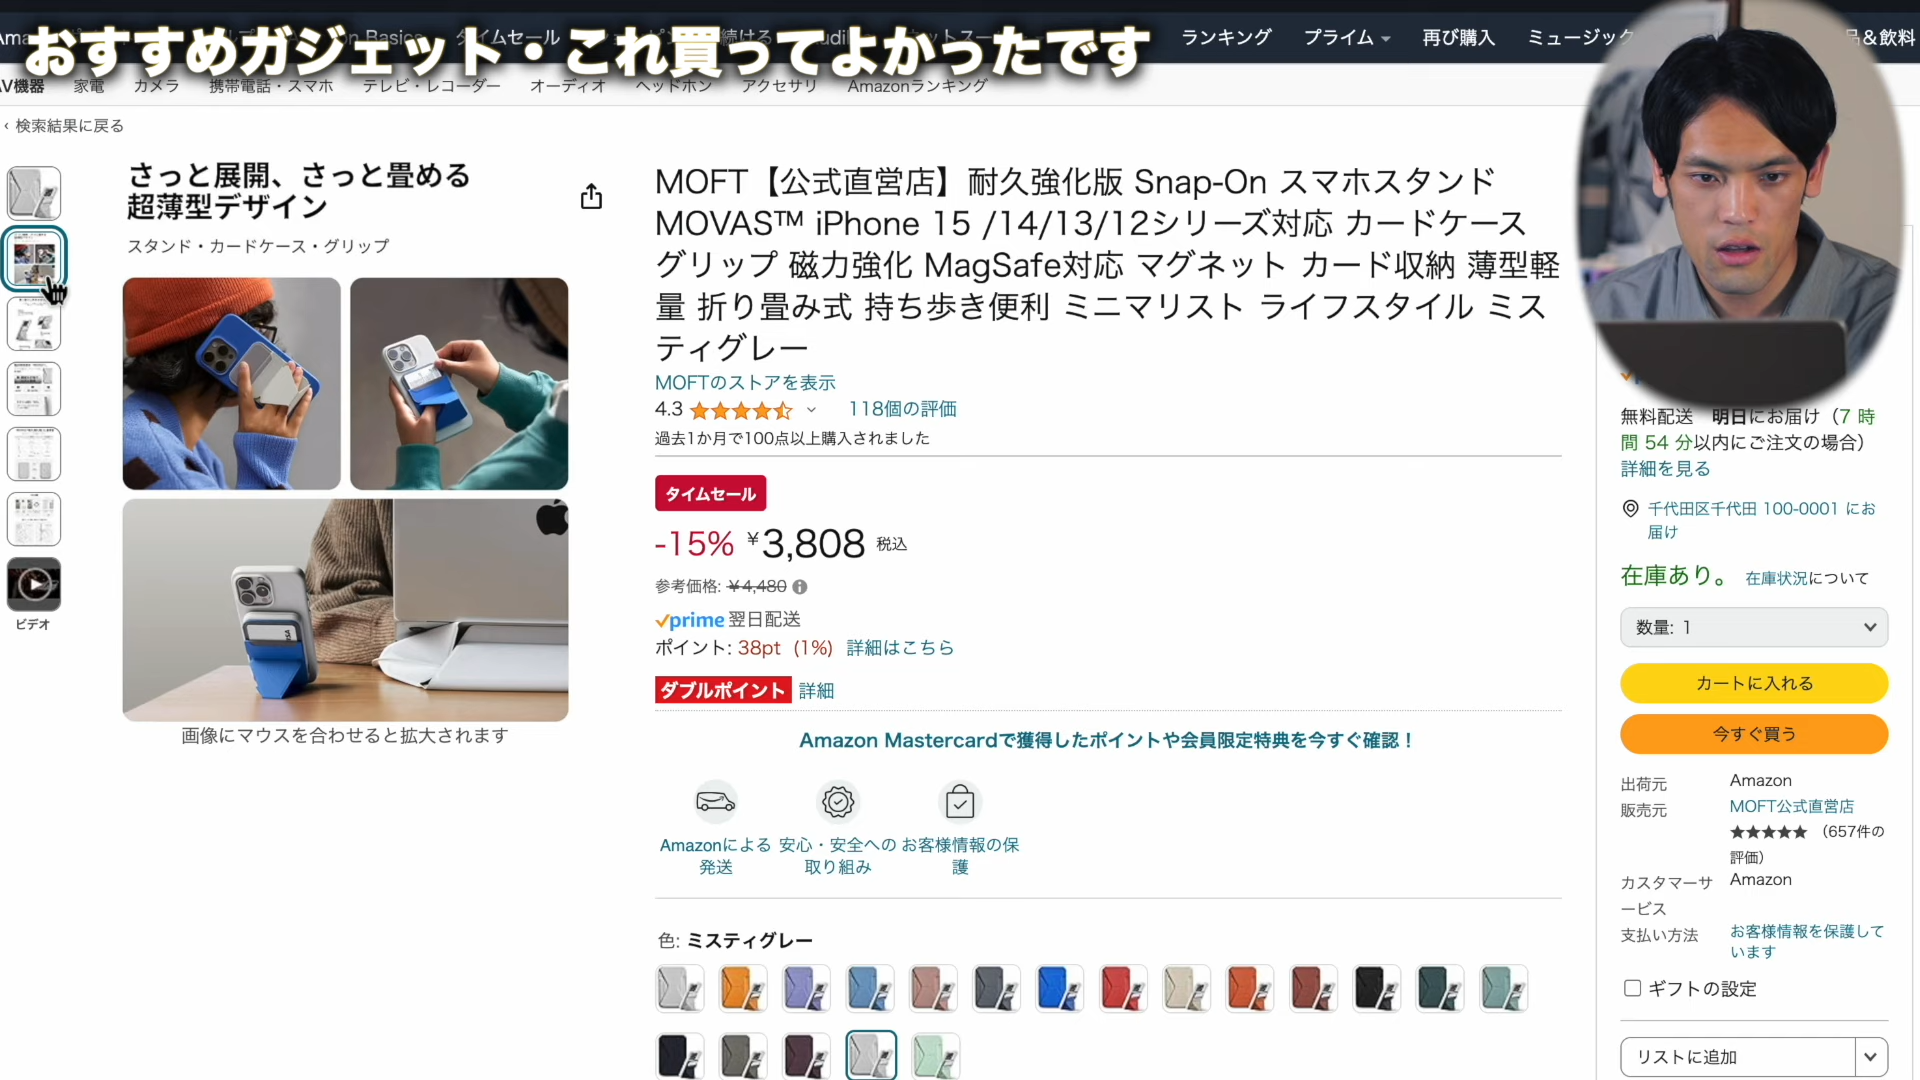 おすすめガジェット・これ買ってよかったです
タイムセール
ランキング
プライム
再び購入
ミュージック
品&飲料
AV機器
家電
カメラ
携帯電話・スマホ
テレビ・レコーダー
オーディオ
ヘッドホン
アクセサリ
Amazonランキング
‹ 検索結果に戻る
さっと展開、さっと畳める
超薄型デザイン
スタンド・カードケース・グリップ
画像にマウスを合わせると拡大されます
ビデオ
MOFT【公式直営店】耐久強化版 Snap-On スマホスタンド
MOVAS™ iPhone 15 /14/13/12シリーズ対応 カードケース
グリップ 磁力強化 MagSafe対応 マグネット カード収納 薄型軽
量 折り畳み式 持ち歩き便利 ミニマリスト ライフスタイル ミス
ティグレー
MOFTのストアを表示
4.3 ★★★★☆ 118個の評価
過去1か月で100点以上購入されました
タイムセール
-15% ¥3,808 税込
参考価格: ¥4,480
prime 翌日配送
ポイント: 38pt (1%) 詳細はこちら
ダブルポイント 詳細
Amazon Mastercardで獲得したポイントや会員限定特典を今すぐ確認！
Amazonによる
発送
安心・安全への
取り組み
お客様情報の保
護
色: ミスティグレー
無料配送 明日にお届け（7 時
間 54 分以内にご注文の場合）
詳細を見る
千代田区千代田 100-0001 にお
届け
在庫あり。 在庫状況について
数量: 1
カートに入れる
今すぐ買う
出荷元 Amazon
販売元 MOFT公式直営店
★★★★★ （657件の
評価）
カスタマーサ
ービス
Amazon
支払い方法
お客様情報を保護して
います
ギフトの設定
リストに追加